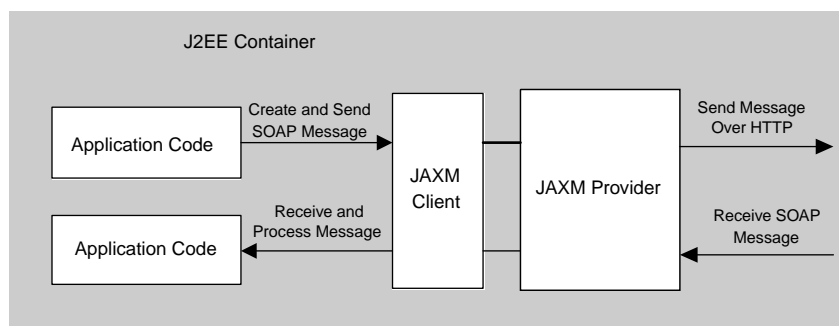 J2EE Container
Create and Send
SOAP Message
Application Code
JAXM
Client
JAXM Provider
Send Message
Over HTTP
Receive and
Process Message
Application Code
Receive SOAP
Message